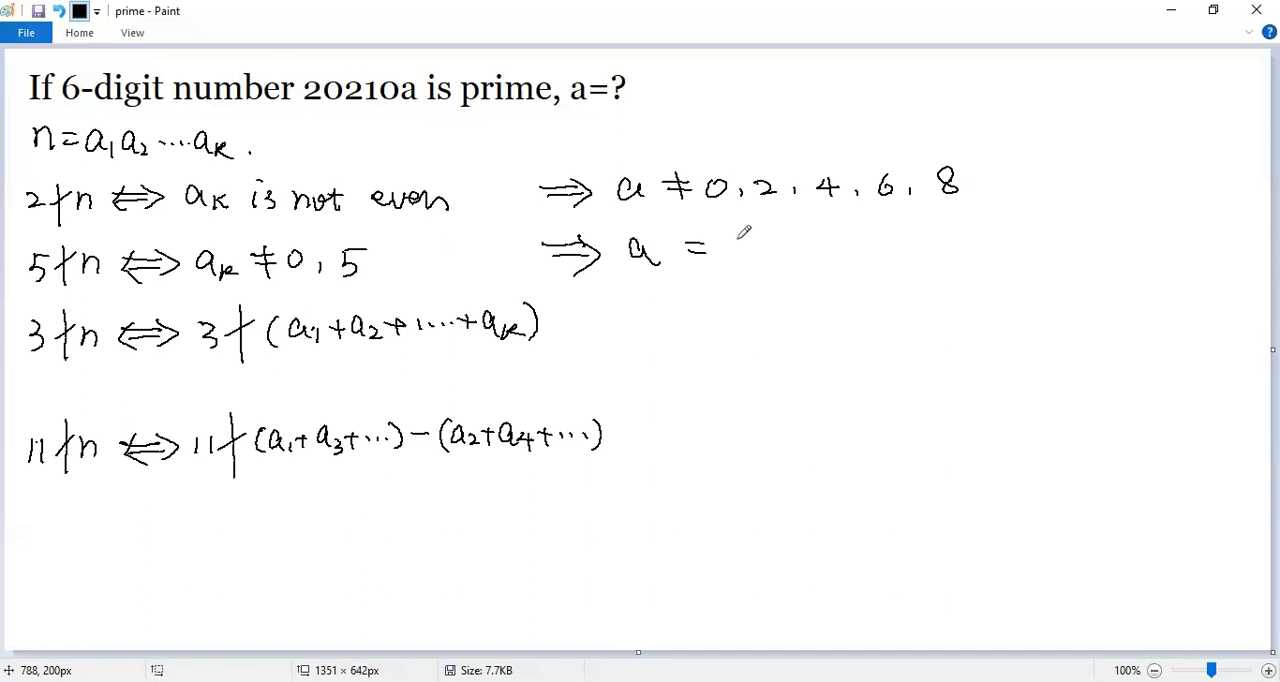 prime - Paint
File Home View
If 6-digit number 20210a is prime, a=?
n=a₁a₂⋯aₖ.
2∤n ⟺ aₖ is not even ⟹ a ≠ 0, 2, 4, 6, 8
5∤n ⟺ aₖ ≠ 0, 5 ⟹ a =
3∤n ⟺ 3∤(a₁+a₂+⋯+aₖ)
11∤n ⟺ 11∤(a₁+a₃+⋯)-(a₂+a₄+⋯)
788, 200px 1351 × 642px Size: 7.7KB 100%